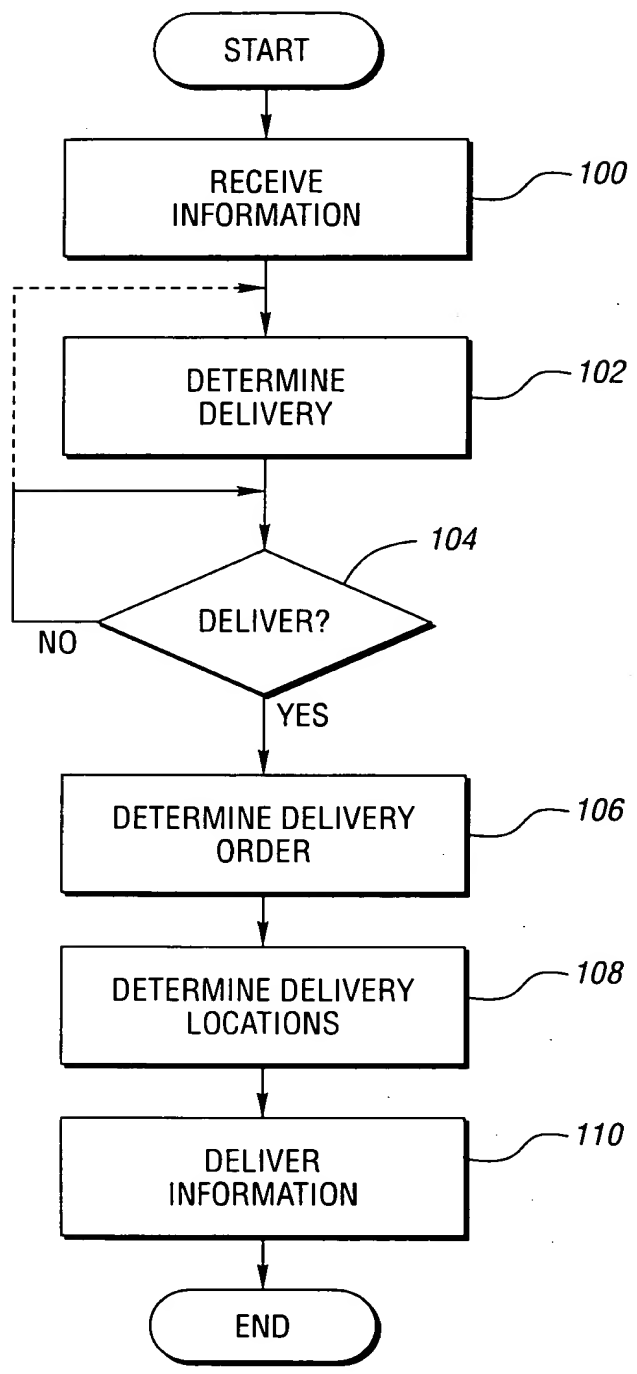 START
RECEIVE
INFORMATION
100
DETERMINE
DELIVERY
102
104
DELIVER?
NO
YES
DETERMINE DELIVERY
ORDER
106
DETERMINE DELIVERY
LOCATIONS
108
DELIVER
INFORMATION
110
END